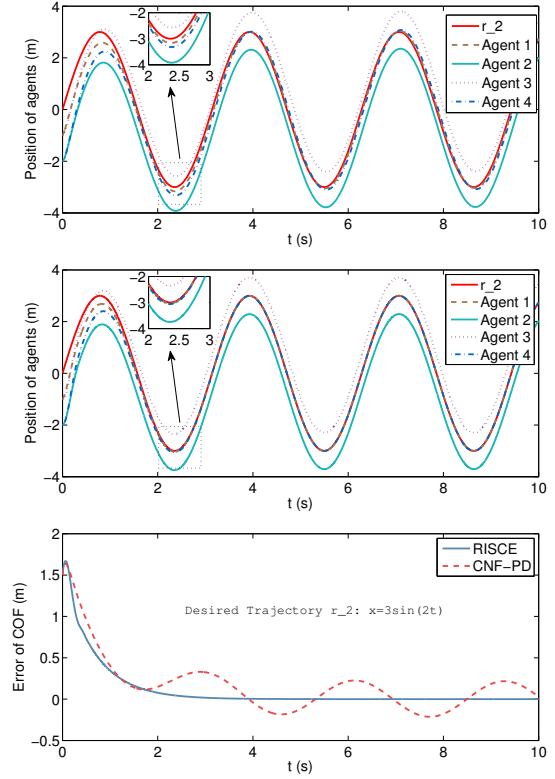 4
2
0
−2
−4
Position of agents (m)
−2
−3
−4
2
3
r_2
Agent 1
Agent 2
Agent 3
Agent 4
0
2
4
6
8
10
t (s)
4
2
0
−2
−4
Position of agents (m)
−2
−3
−4
2
3
r_2
Agent 1
Agent 2
Agent 3
Agent 4
0
2
4
6
8
10
t (s)
2
1.5
1
0.5
0
−0.5
Error of COF (m)
RISCE
CNF−PD
Desired Trajectory r_2: x=3sin(2t)
0
2
4
6
8
10
t (s)